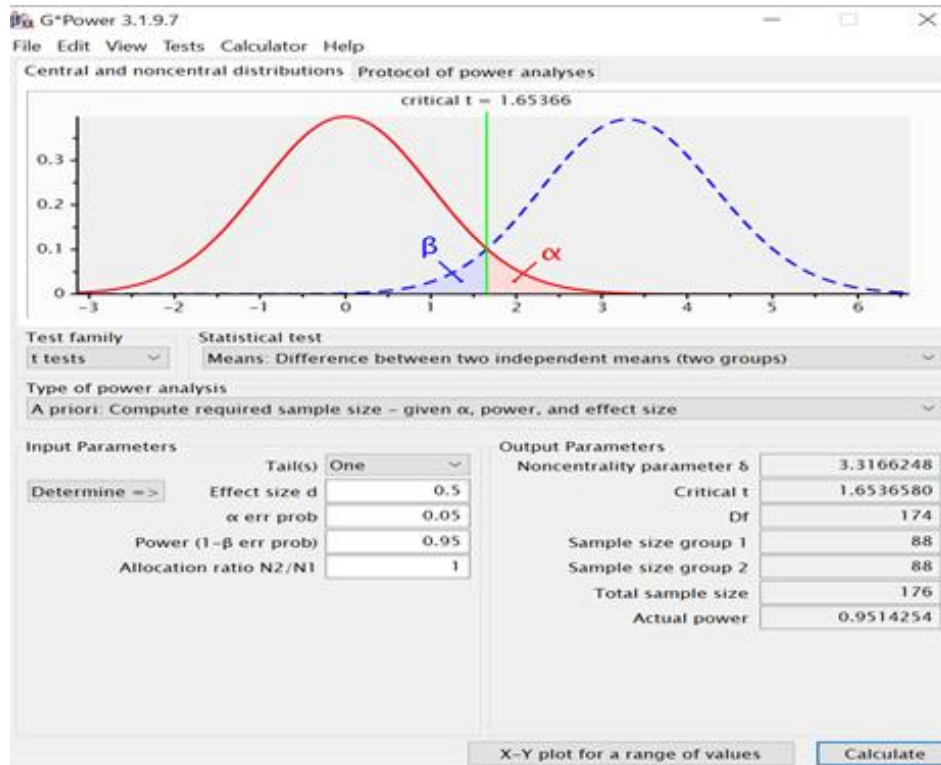 βα G*Power 3.1.9.7
File Edit View Tests Calculator Help
Central and noncentral distributions Protocol of power analyses
critical t = 1.65366
0.3
0.2
0.1
0
β
α
-3 -2 -1 0 1 2 3 4 5 6
Test family Statistical test
t tests Means: Difference between two independent means (two groups)
Type of power analysis
A priori: Compute required sample size – given α, power, and effect size
Input Parameters Output Parameters
Tail(s) One Noncentrality parameter δ 3.3166248
Determine => Effect size d 0.5 Critical t 1.6536580
α err prob 0.05 Df 174
Power (1-β err prob) 0.95 Sample size group 1 88
Allocation ratio N2/N1 1 Sample size group 2 88
Total sample size 176
Actual power 0.9514254
X-Y plot for a range of values Calculate